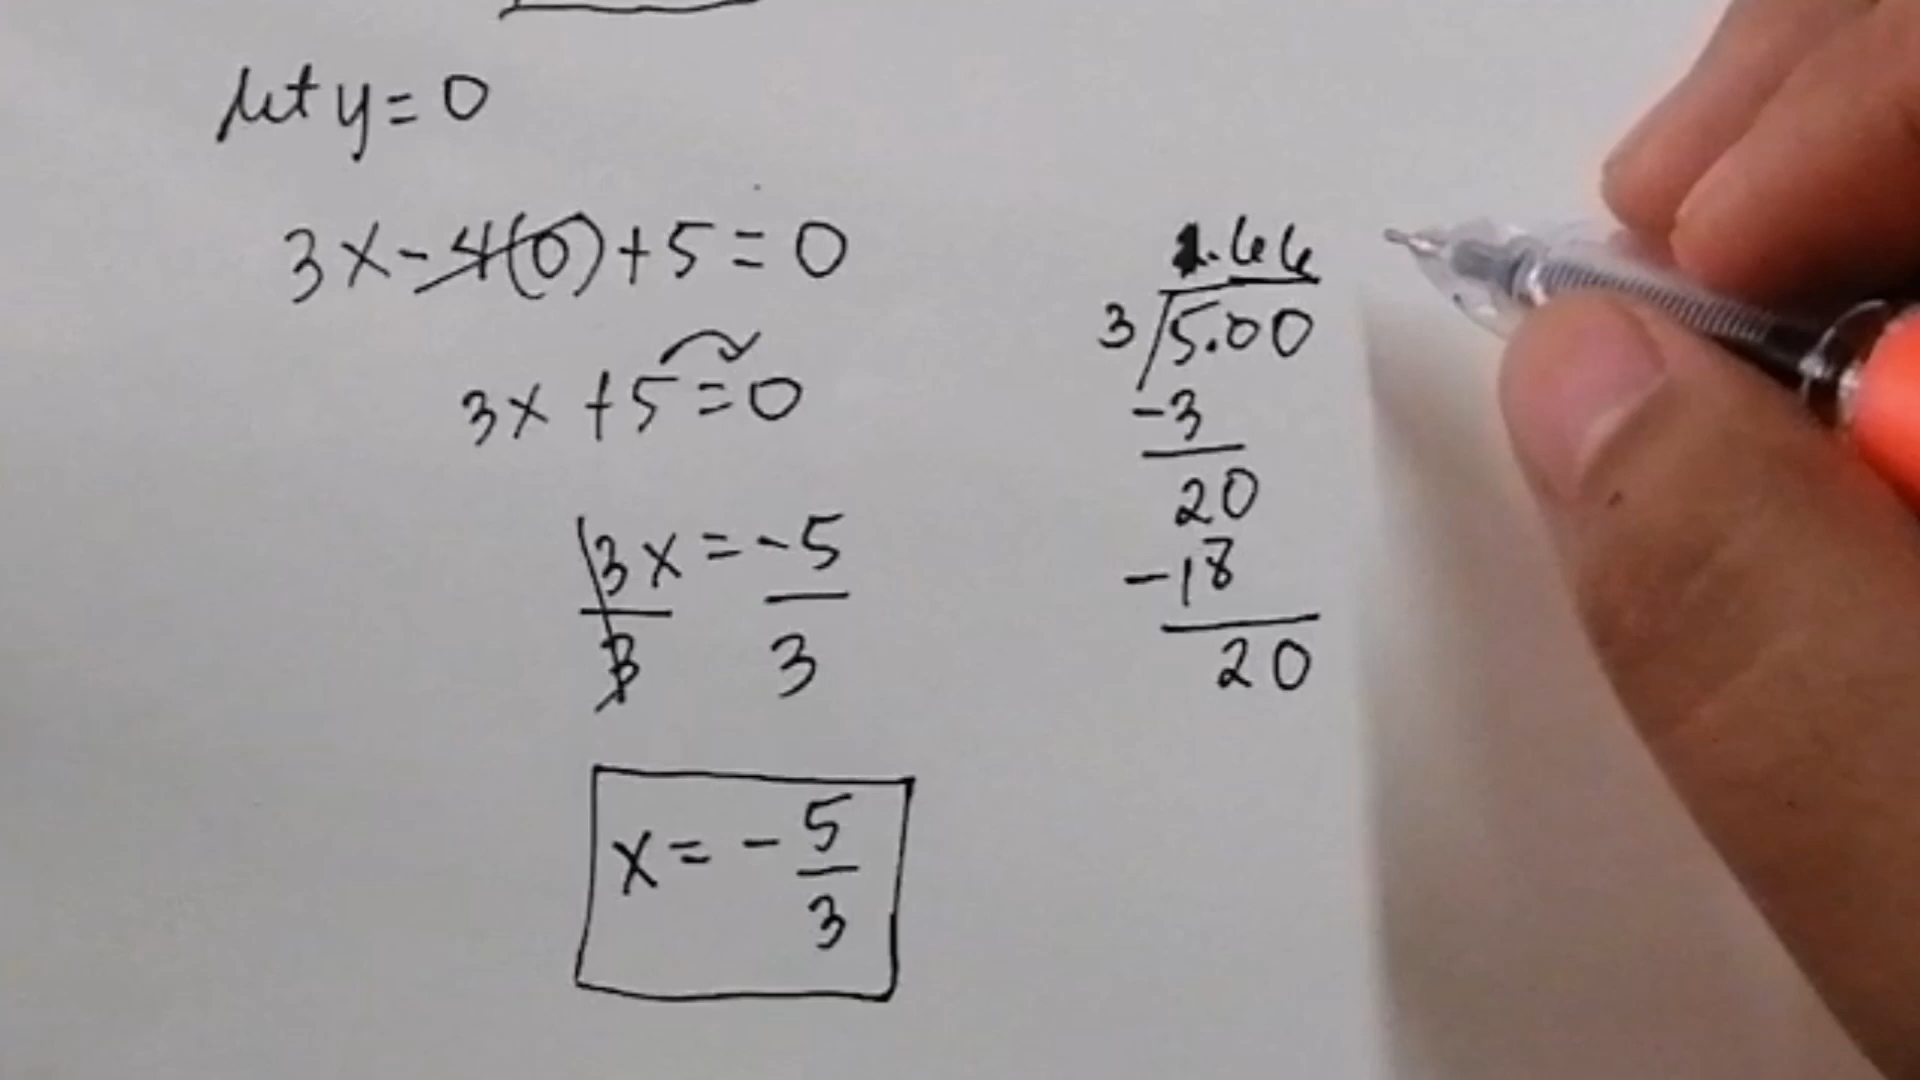 let y = 0
3x - 4(0) + 5 = 0
3x + 5 = 0
3x = -5
3 3
x = - 5
3
1.66
3 5.00
-3
20
-18
20